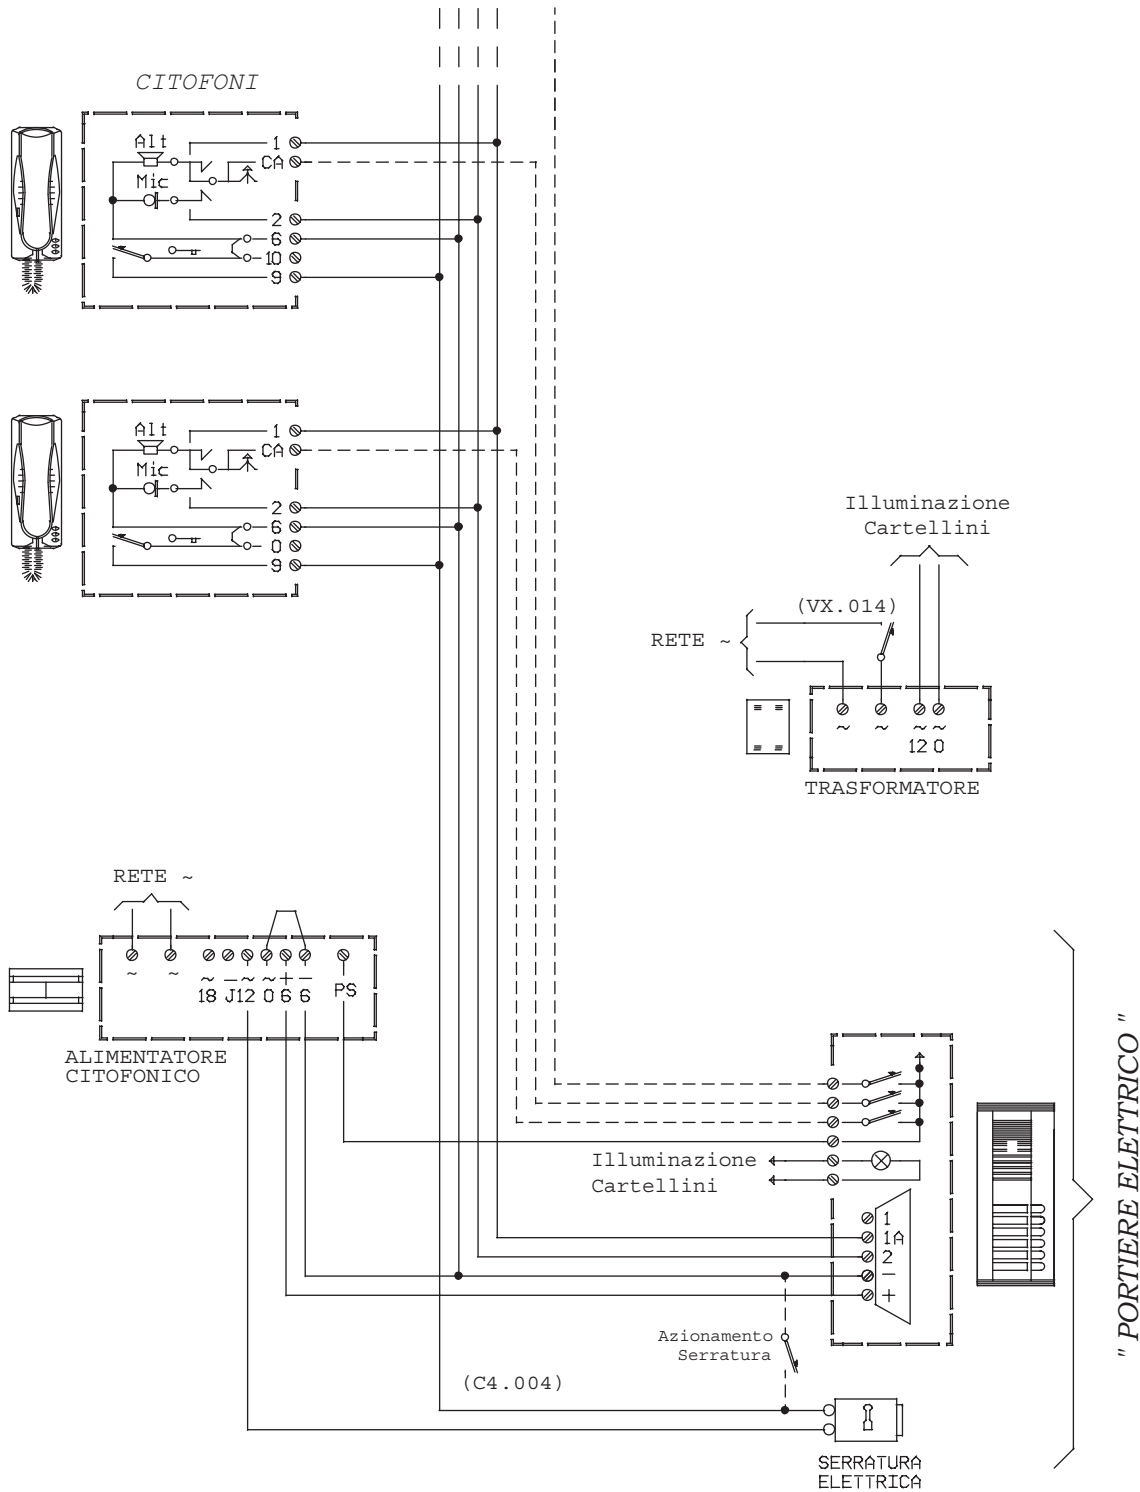 CITOFONI
Alt
Mic
1
CA
2
6
10
9
Alt
Mic
1
CA
2
6
0
9
Illuminazione
Cartellini
(VX.014)
RETE ~
~ ~ ~ ~
12 0
TRASFORMATORE
RETE ~
~ ~ ~ — ~ ~ + —
18 J12 0 6 6 PS
ALIMENTATORE
CITOFONICO
Illuminazione
Cartellini
1
1A
2
—
+
Azionamento
Serratura
(C4.004)
SERRATURA
ELETTRICA
" PORTIERE ELETTRICO "